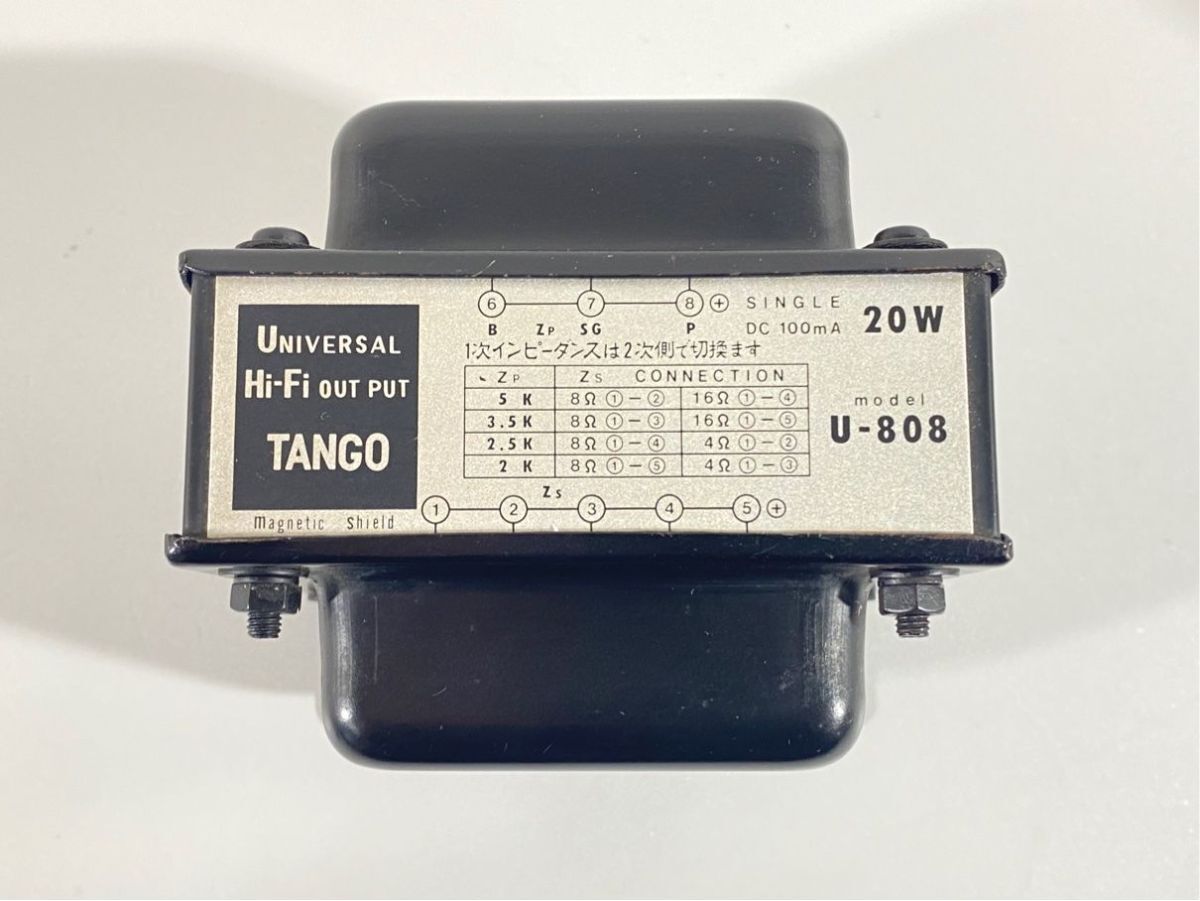 UNIVERSAL
Hi-Fi OUT PUT
TANGO
Magnetic Shield
⑥ ⑦ ⑧ ⊕
B ZP SG P
SINGLE
DC 100mA
20W
1次インピーダンスは2次側で切換ます
ZP ZS CONNECTION
5 K 8Ω ①-② 16Ω ①-④
3.5K 8Ω ①-③ 16Ω ①-⑤
2.5K 8Ω ①-④ 4Ω ①-②
2 K 8Ω ①-⑤ 4Ω ①-③
ZS
① ② ③ ④ ⑤ ⊕
model
U-808